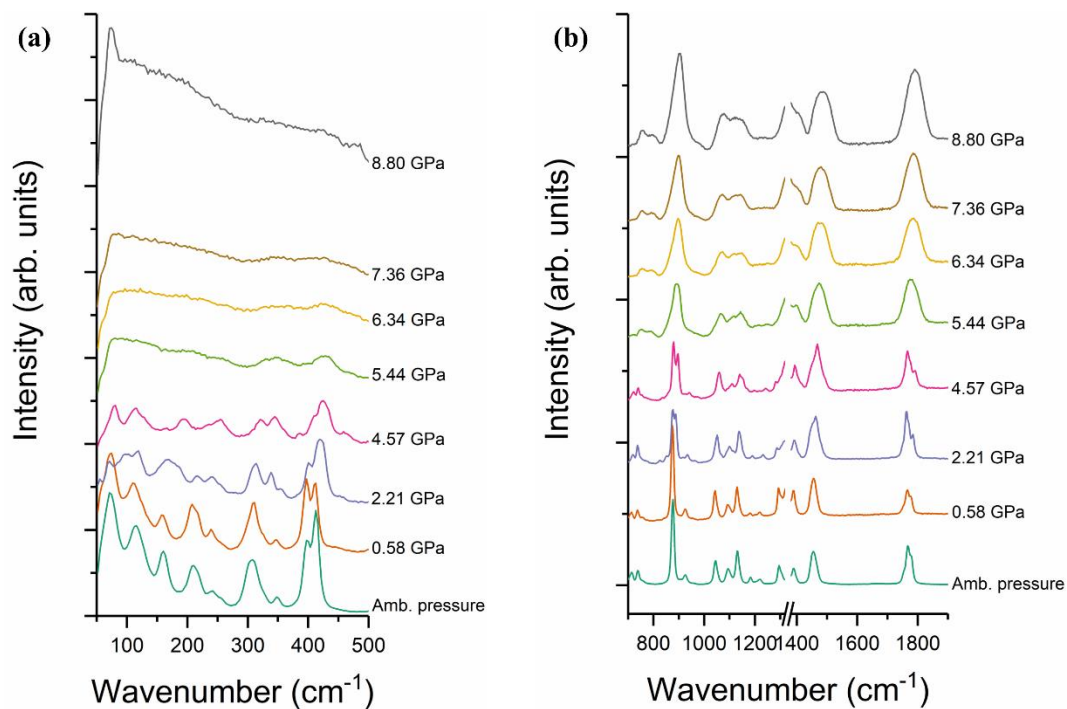 (a)
Intensity (arb. units)
8.80 GPa
7.36 GPa
6.34 GPa
5.44 GPa
4.57 GPa
2.21 GPa
0.58 GPa
Amb. pressure
100 200 300 400 500
Wavenumber (cm⁻¹)
(b)
Intensity (arb. units)
8.80 GPa
7.36 GPa
6.34 GPa
5.44 GPa
4.57 GPa
2.21 GPa
0.58 GPa
Amb. pressure
800 1000 1200 1400 1600 1800
Wavenumber (cm⁻¹)